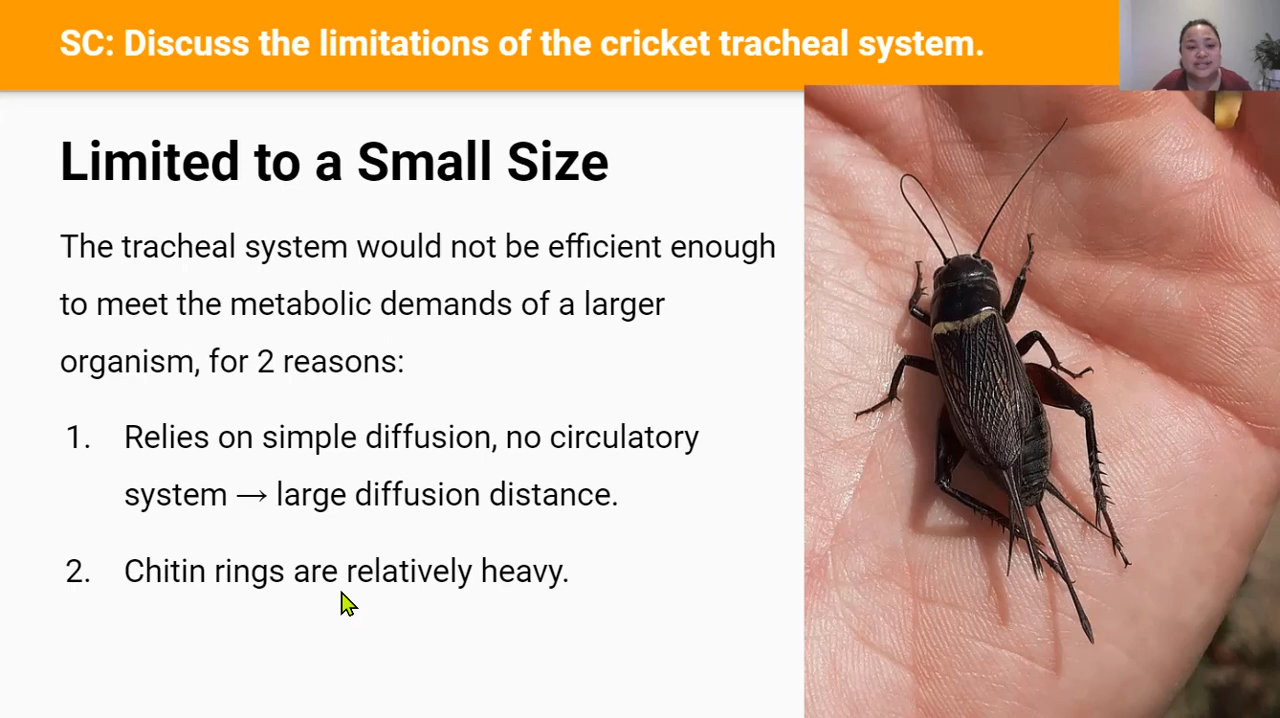 SC: Discuss the limitations of the cricket tracheal system.
Limited to a Small Size
The tracheal system would not be efficient enough
to meet the metabolic demands of a larger
organism, for 2 reasons:
1. Relies on simple diffusion, no circulatory
system → large diffusion distance.
2. Chitin rings are relatively heavy.